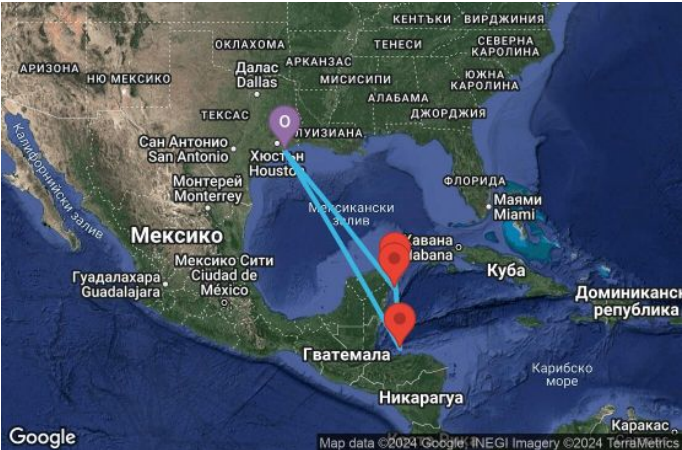 КЕНТЪКИ
ВИРДЖИНИЯ
ОКЛАХОМА
ТЕНЕСИ
СЕВЕРНА
КАРОЛИНА
АРИЗОНА
НЮ МЕКСИКО
Далас
Dallas
АРКАНЗАС
МИСИСИПИ
ЮЖНА
КАРОЛИНА
АЛАБАМА
ДЖОРДЖИЯ
ТЕКСАС
O
ЛУИЗИАНА
Сан Антонио
San Antonio
Хюстън
Houston
Калифорнийски залив
Монтерей
Monterrey
ФЛОРИДА
Маями
Miami
Мексикански
залив
Мексико
Хавана
Habana
Мексико Сити
Ciudad de
México
Гуадалахара
Guadalajara
Куба
Доминиканск
република
Гватемала
Карибско
море
Никарагуа
Каракас
Google
Map data ©2024 Google, INEGI Imagery ©2024 TerraMetrics